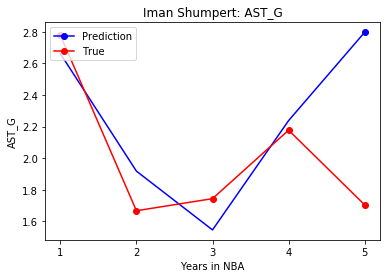 Iman Shumpert: AST_G
Prediction
True
AST_G
2.8
2.6
2.4
2.2
2.0
1.8
1.6
1
2
3
4
5
Years in NBA